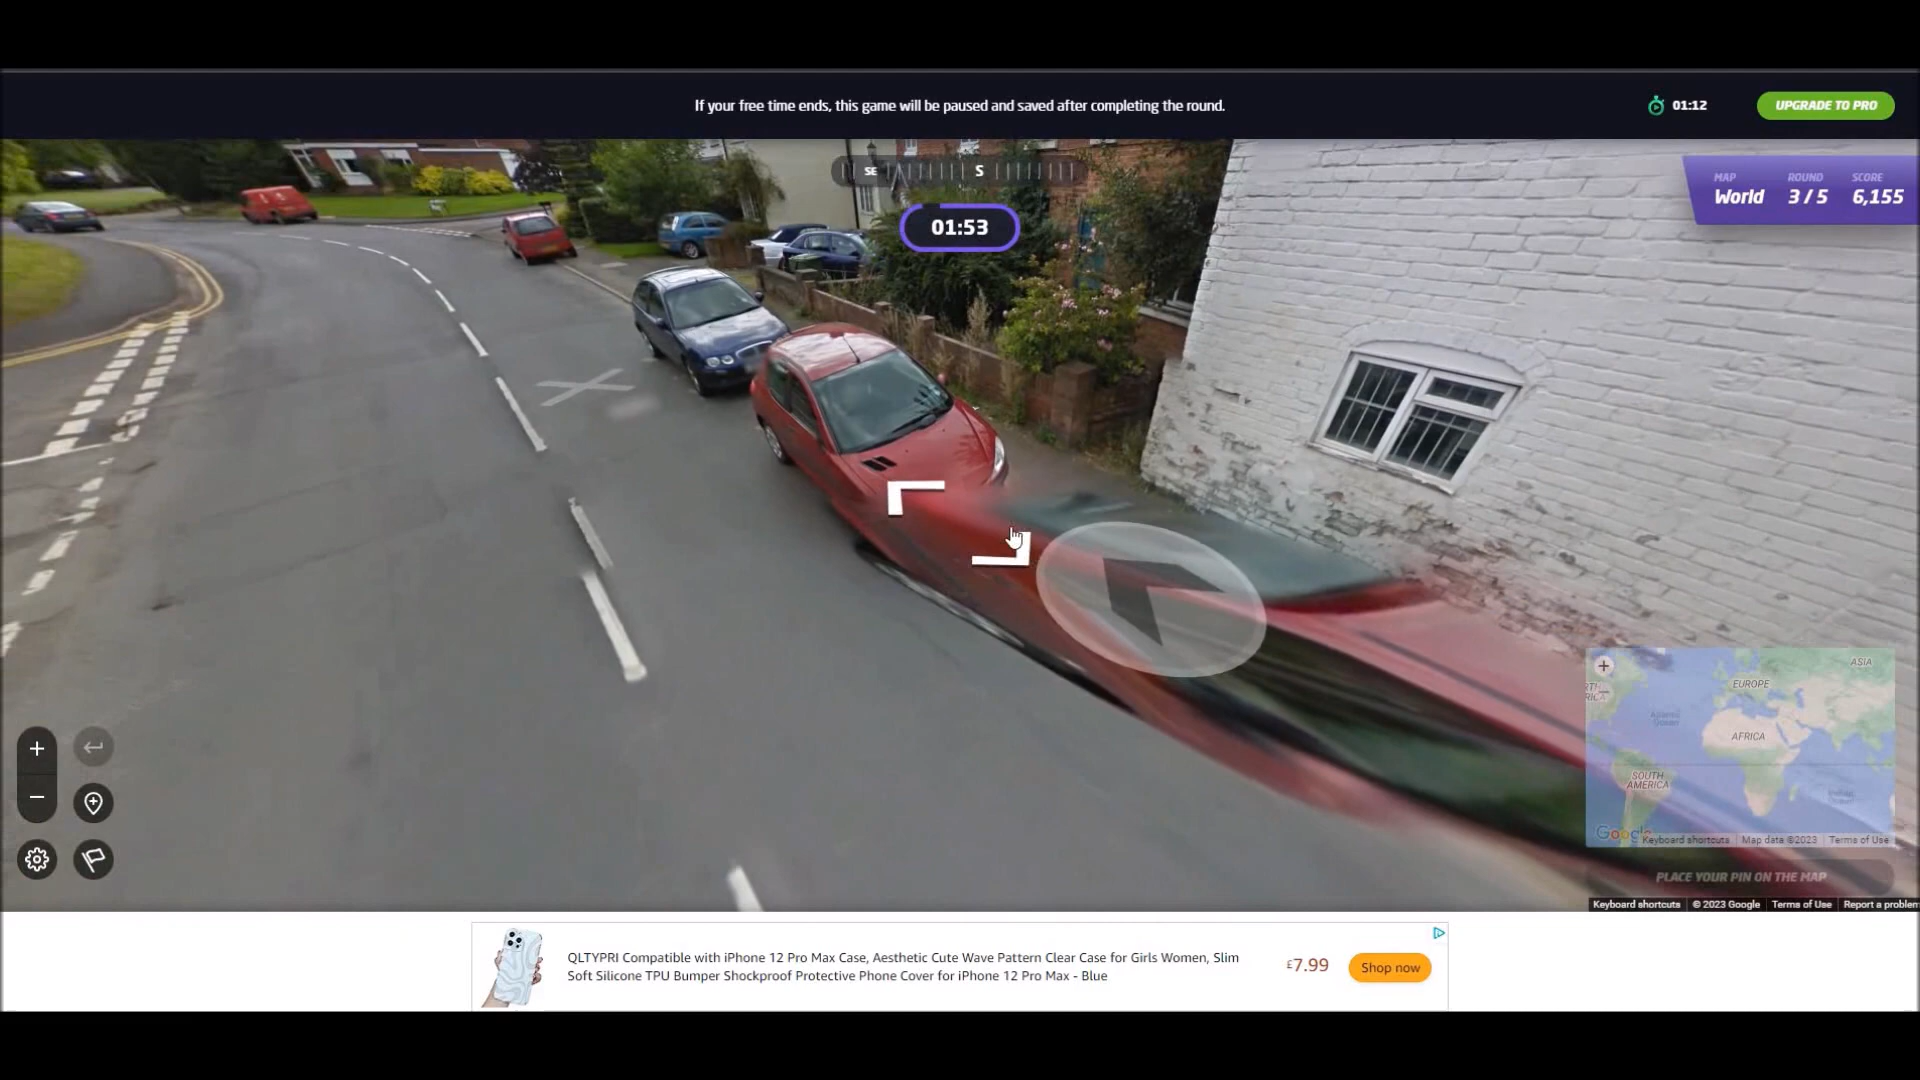 If your free time ends, this game will be paused and saved after completing the round.
01:12
UPGRADE TO PRO
SE
S
01:53
MAP
World
ROUND
3 / 5
SCORE
6,155
ASIA
EUROPE
Atlantic
Ocean
AFRICA
SOUTH
AMERICA
Google
Keyboard shortcuts
Map data ©2023
Terms of Use
PLACE YOUR PIN ON THE MAP
Keyboard shortcuts
© 2023 Google
Terms of Use
Report a problem
QLTYPRI Compatible with iPhone 12 Pro Max Case, Aesthetic Cute Wave Pattern Clear Case for Girls Women, Slim
Soft Silicone TPU Bumper Shockproof Protective Phone Cover for iPhone 12 Pro Max - Blue
£7.99
Shop now